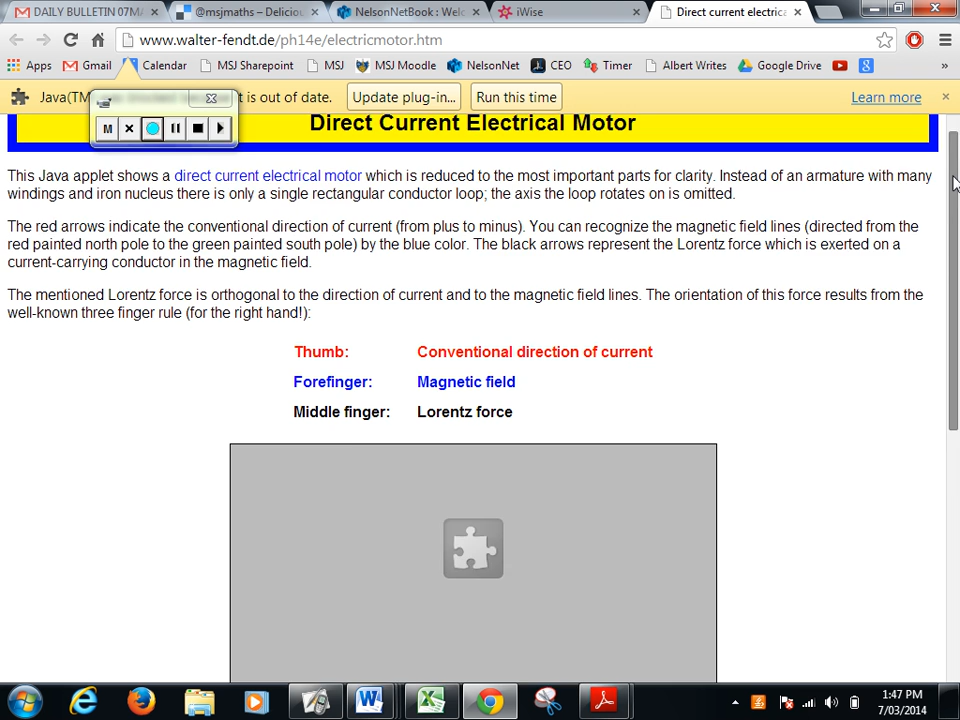 DAILY BULLETIN 07MA
@msjmaths – Delicious
NelsonNetBook : Welc
iWise
Direct current electrica
www.walter-fendt.de/ph14e/electricmotor.htm
Apps
Gmail
Calendar
MSJ Sharepoint
MSJ
MSJ Moodle
NelsonNet
CEO
Timer
Albert Writes
Google Drive
8
»
Java(TM) was blocked because it is out of date.
Update plug-in...
Run this time
Learn more
M
Direct Current Electrical Motor
This Java applet shows a direct current electrical motor which is reduced to the most important parts for clarity. Instead of an armature with many
windings and iron nucleus there is only a single rectangular conductor loop; the axis the loop rotates on is omitted.
The red arrows indicate the conventional direction of current (from plus to minus). You can recognize the magnetic field lines (directed from the
red painted north pole to the green painted south pole) by the blue color. The black arrows represent the Lorentz force which is exerted on a
current-carrying conductor in the magnetic field.
The mentioned Lorentz force is orthogonal to the direction of current and to the magnetic field lines. The orientation of this force results from the
well-known three finger rule (for the right hand!):
Thumb: Conventional direction of current
Forefinger: Magnetic field
Middle finger: Lorentz force
1:47 PM
7/03/2014